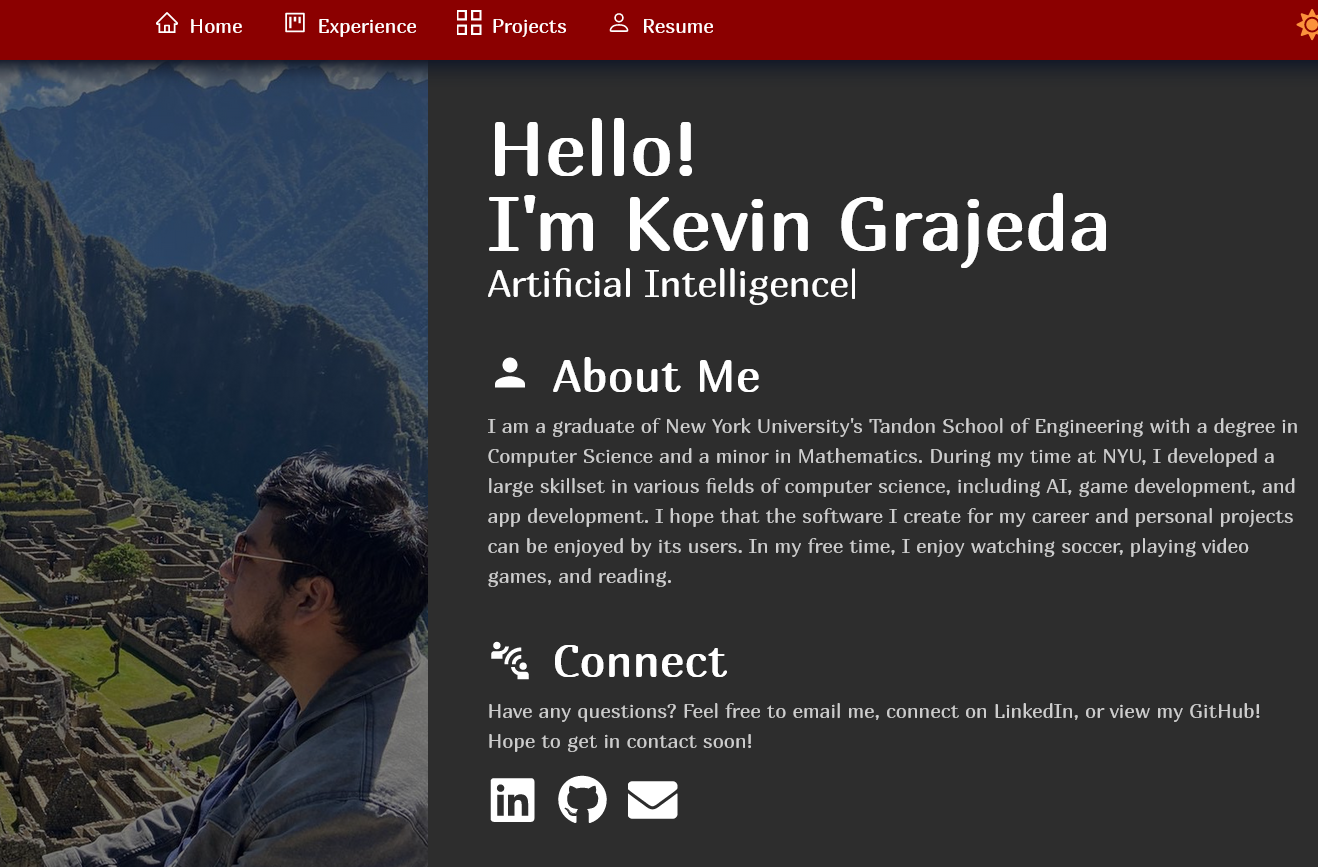 Home Experience Projects Resume
Hello!
I'm Kevin Grajeda
Artificial Intelligence|
About Me
I am a graduate of New York University's Tandon School of Engineering with a degree in
Computer Science and a minor in Mathematics. During my time at NYU, I developed a
large skillset in various fields of computer science, including AI, game development, and
app development. I hope that the software I create for my career and personal projects
can be enjoyed by its users. In my free time, I enjoy watching soccer, playing video
games, and reading.
Connect
Have any questions? Feel free to email me, connect on LinkedIn, or view my GitHub!
Hope to get in contact soon!
in